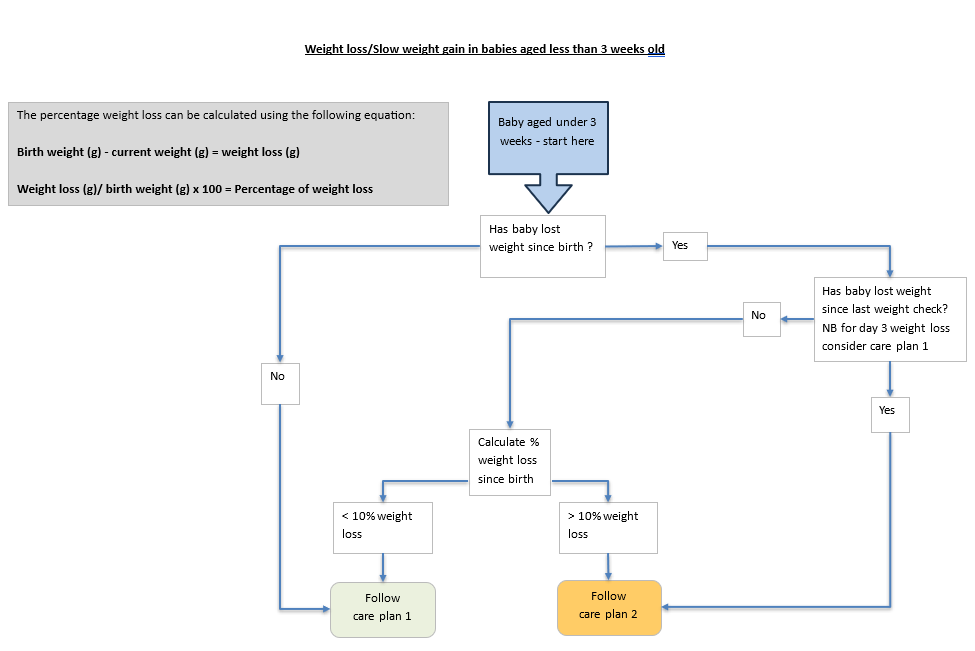 Weight loss/Slow weight gain in babies aged less than 3 weeks old
The percentage weight loss can be calculated using the following equation:
Birth weight (g) - current weight (g) = weight loss (g)
Weight loss (g)/ birth weight (g) x 100 = Percentage of weight loss
Baby aged under 3
weeks - start here
Has baby lost
weight since birth ?
Yes
Has baby lost weight
since last weight check?
NB for day 3 weight loss
consider care plan 1
No
No
Yes
Calculate %
weight loss
since birth
< 10% weight
loss
> 10% weight
loss
Follow
care plan 1
Follow
care plan 2